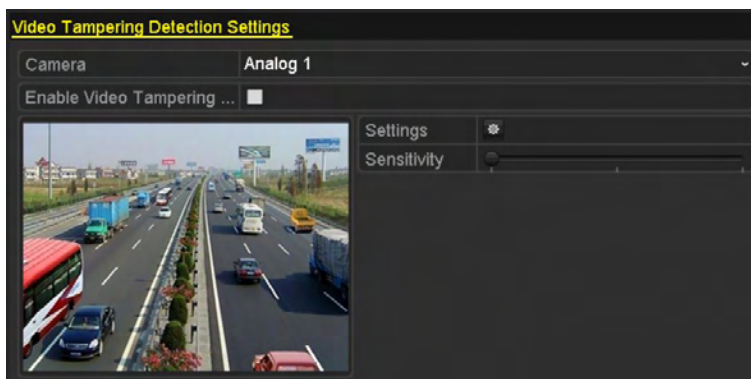 Video Tampering Detection Settings
Camera Analog 1
Enable Video Tampering ...
Settings
Sensitivity